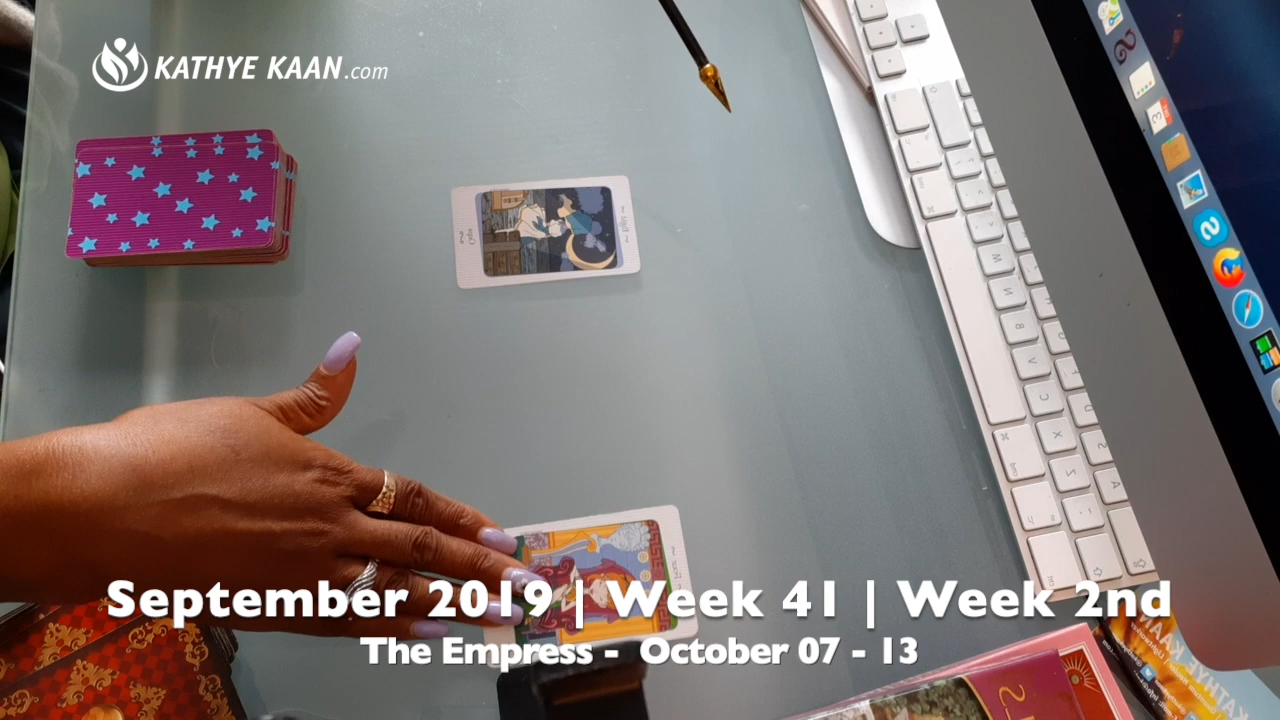 KATHYE KAAN.com
September 2019 | Week 41 | Week 2nd
The Empress - October 07 - 13